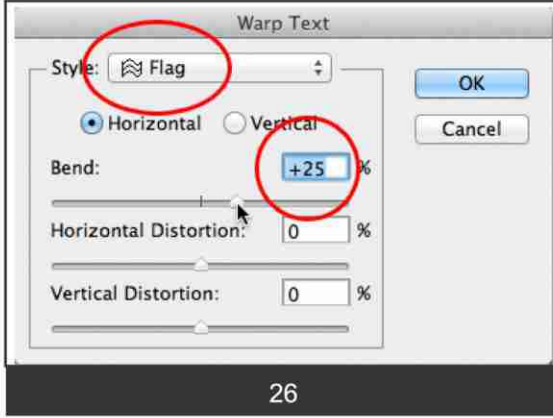 Warp Text
Style: Flag
OK
Horizontal Vertical
Cancel
Bend: +25 %
Horizontal Distortion: 0 %
Vertical Distortion: 0 %
26